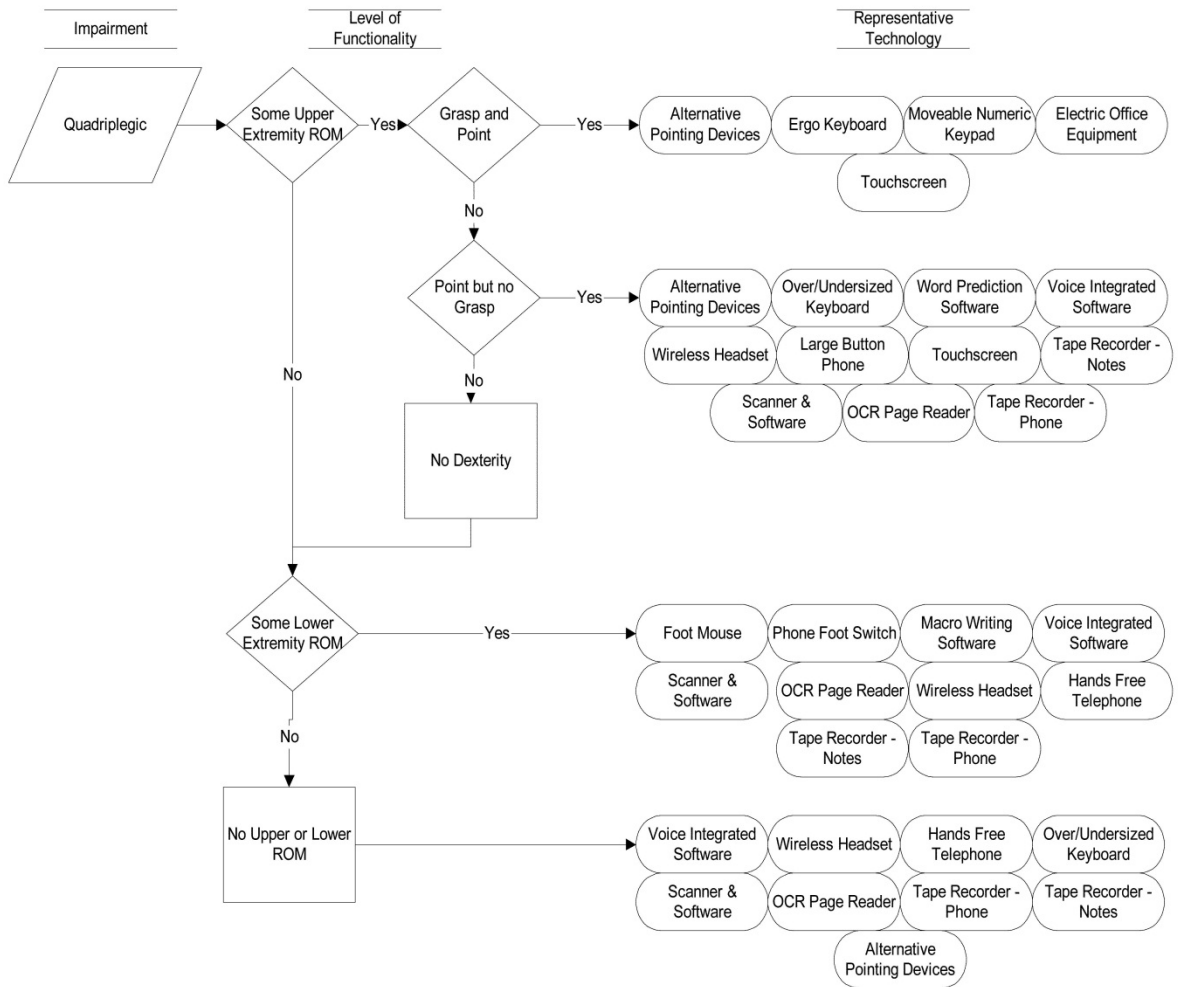 Impairment
Level of
Functionality
Representative
Technology
Quadriplegic
Some Upper
Extremity ROM
Yes
Grasp and
Point
Yes
Alternative
Pointing Devices
Ergo Keyboard
Moveable Numeric
Keypad
Electric Office
Equipment
Touchscreen
No
Point but no
Grasp
Yes
Alternative
Pointing Devices
Over/Undersized
Keyboard
Word Prediction
Software
Voice Integrated
Software
Wireless Headset
Large Button
Phone
Touchscreen
Tape Recorder -
Notes
Scanner &
Software
OCR Page Reader
Tape Recorder -
Phone
No
No
No Dexterity
Some Lower
Extremity ROM
Yes
Foot Mouse
Phone Foot Switch
Macro Writing
Software
Voice Integrated
Software
Scanner &
Software
OCR Page Reader
Wireless Headset
Hands Free
Telephone
Tape Recorder -
Notes
Tape Recorder -
Phone
No
No Upper or Lower
ROM
Voice Integrated
Software
Wireless Headset
Hands Free
Telephone
Over/Undersized
Keyboard
Scanner &
Software
OCR Page Reader
Tape Recorder -
Phone
Tape Recorder -
Notes
Alternative
Pointing Devices